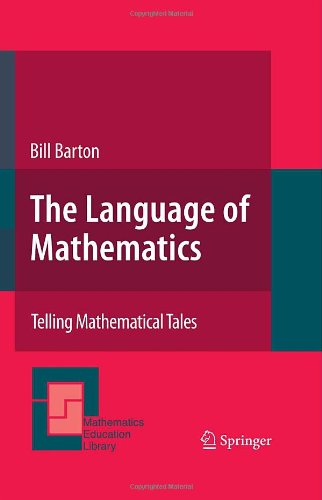 Bill Barton
The Language of
Mathematics
Telling Mathematical Tales
Mathematics
Education
Library
Springer